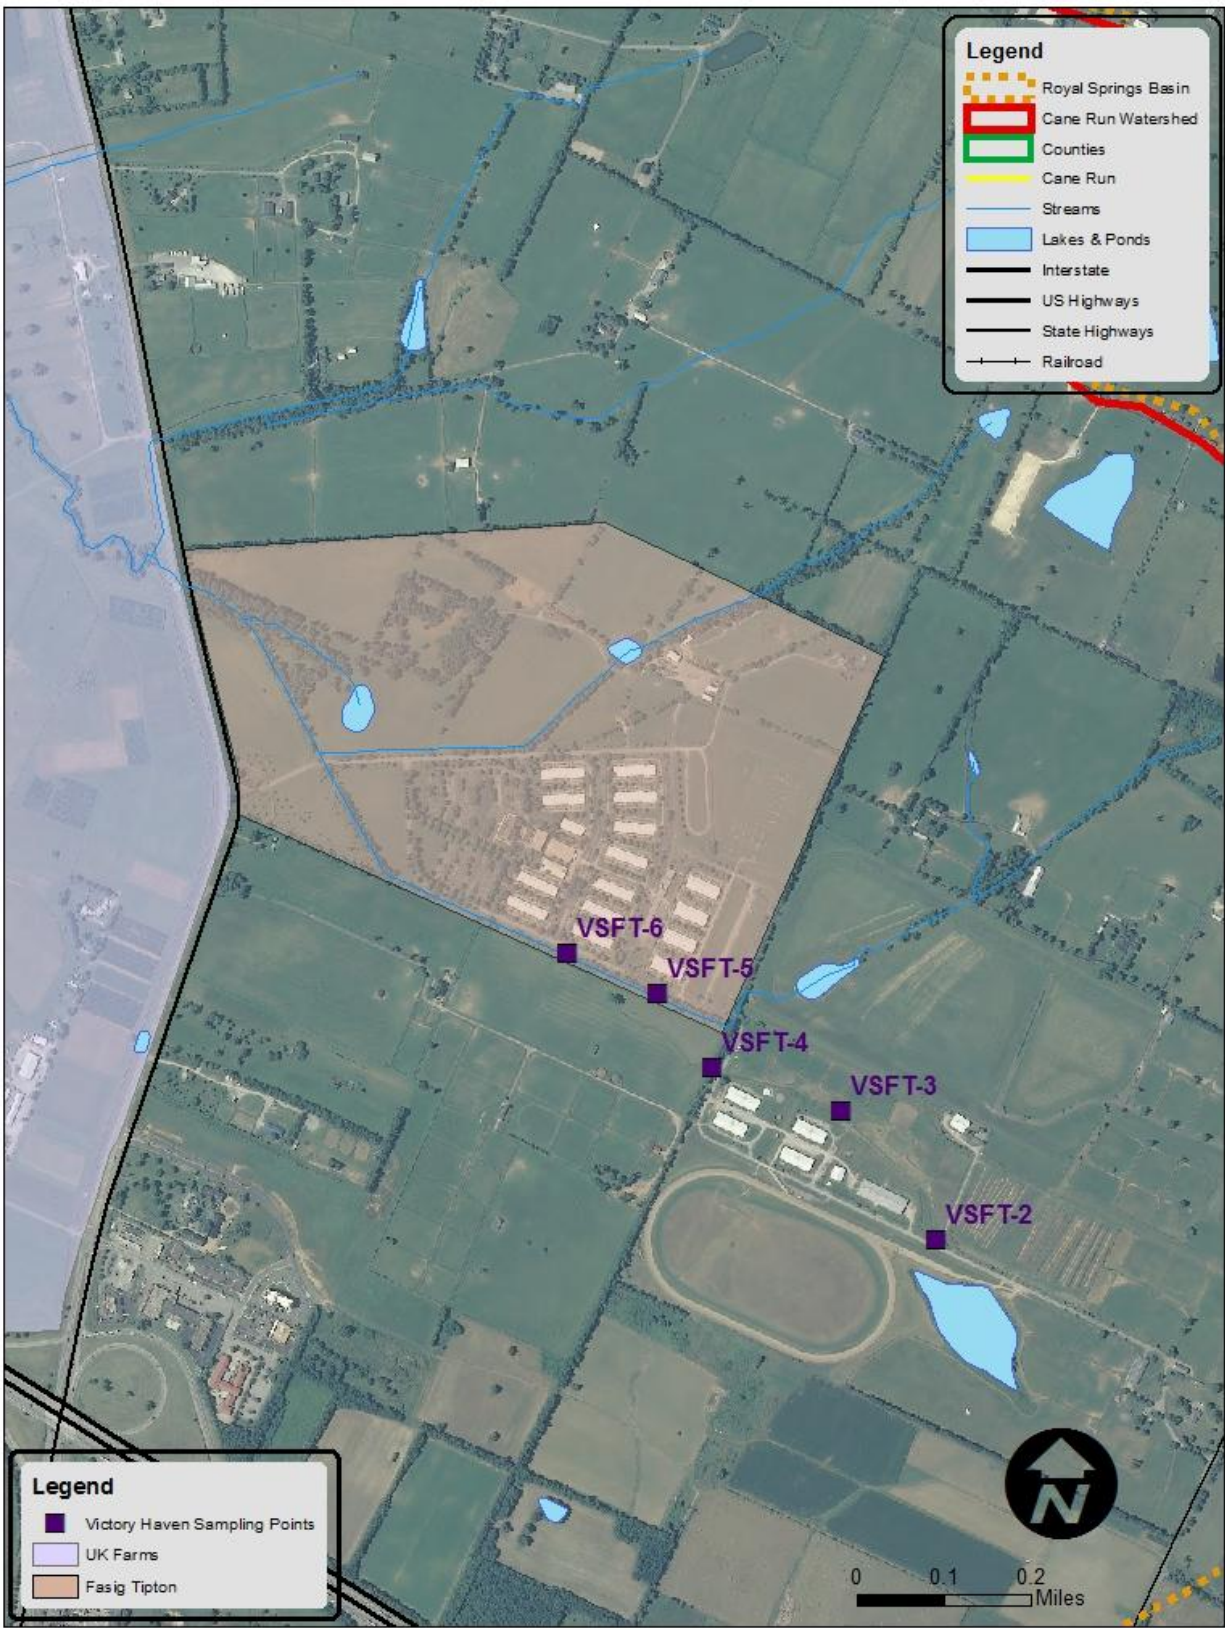 Legend
Royal Springs Basin
Cane Run Watershed
Counties
Cane Run
Streams
Lakes & Ponds
Interstate
US Highways
State Highways
Railroad
VSFT-6
VSFT-5
VSFT-4
VSFT-3
VSFT-2
Legend
Victory Haven Sampling Points
UK Farms
Fasig Tipton
N
0 0.1 0.2
Miles